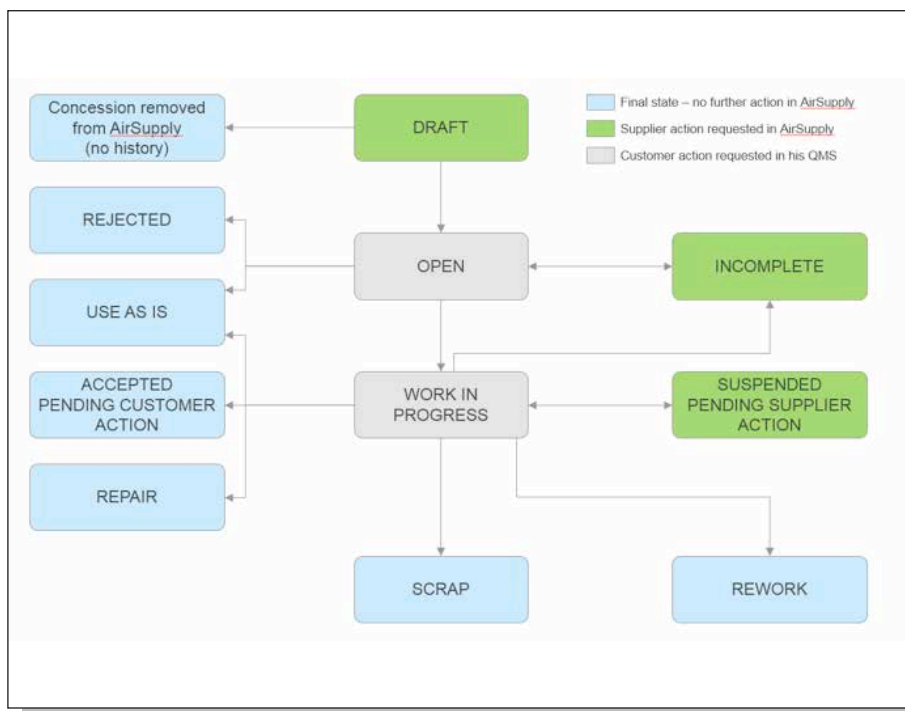 Concession removed
from AirSupply
(no history)
DRAFT
Final state – no further action in AirSupply
Supplier action requested in AirSupply
Customer action requested in his QMS
REJECTED
OPEN
INCOMPLETE
USE AS IS
ACCEPTED
PENDING CUSTOMER
ACTION
WORK IN
PROGRESS
SUSPENDED
PENDING SUPPLIER
ACTION
REPAIR
SCRAP
REWORK